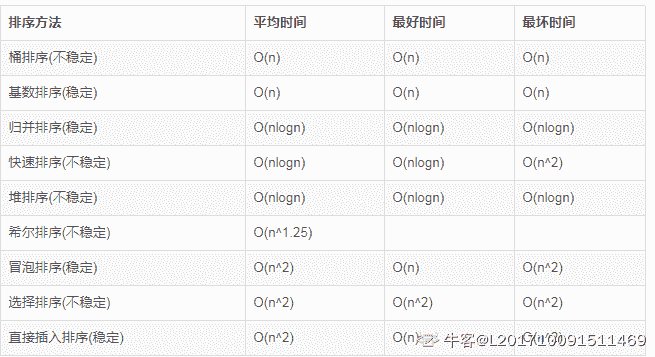 排序方法 平均时间 最好时间 最坏时间
桶排序(不稳定) O(n) O(n) O(n)
基数排序(稳定) O(n) O(n) O(n)
归并排序(稳定) O(nlogn) O(nlogn) O(nlogn)
快速排序(不稳定) O(nlogn) O(nlogn) O(n^2)
堆排序(不稳定) O(nlogn) O(nlogn) O(nlogn)
希尔排序(不稳定) O(n^1.25)
冒泡排序(稳定) O(n^2) O(n) O(n^2)
选择排序(不稳定) O(n^2) O(n^2) O(n^2)
直接插入排序(稳定) O(n^2) O(n) O(n^2)
牛客@L201710091511469